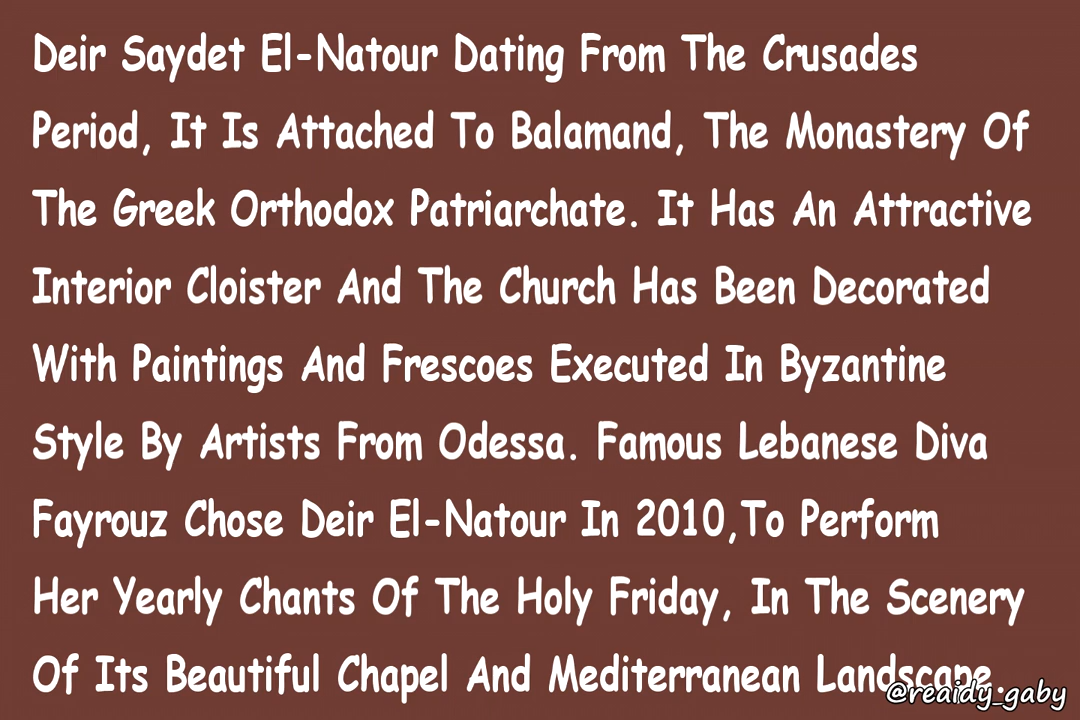 Deir Saydet El-Natour Dating From The Crusades
Period, It Is Attached To Balamand, The Monastery Of
The Greek Orthodox Patriarchate. It Has An Attractive
Interior Cloister And The Church Has Been Decorated
With Paintings And Frescoes Executed In Byzantine
Style By Artists From Odessa. Famous Lebanese Diva
Fayrouz Chose Deir El-Natour In 2010,To Perform
Her Yearly Chants Of The Holy Friday, In The Scenery
Of Its Beautiful Chapel And Mediterranean Landscape.
@reaidy_gaby